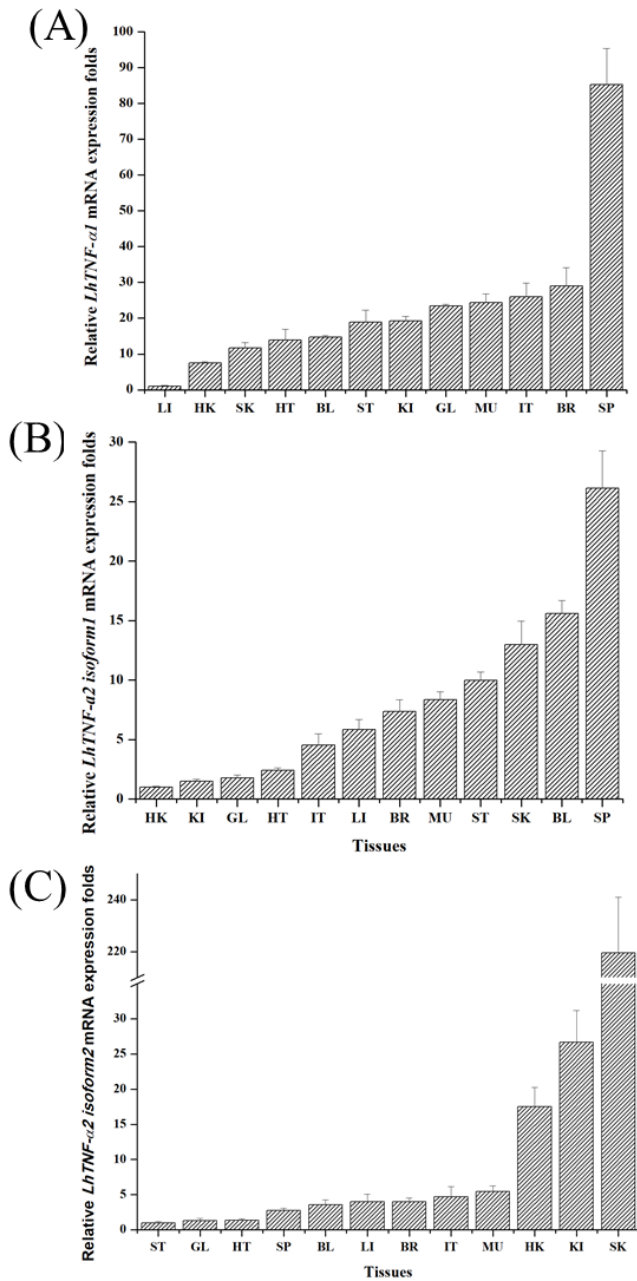 (A)
Relative LhTNF-α1 mRNA expression folds
100
90
80
70
60
50
40
30
20
10
0
LI HK SK HT BL ST KI GL MU IT BR SP
(B)
Relative LhTNF-a2 isoform1 mRNA expression folds
30
25
20
15
10
5
0
HK KI GL HT IT LI BR MU ST SK BL SP
Tissues
(C)
Relative LhTNF-α2 isoform2 mRNA expression folds
240
220
30
25
20
15
10
5
0
ST GL HT SP BL LI BR IT MU HK KI SK
Tissues